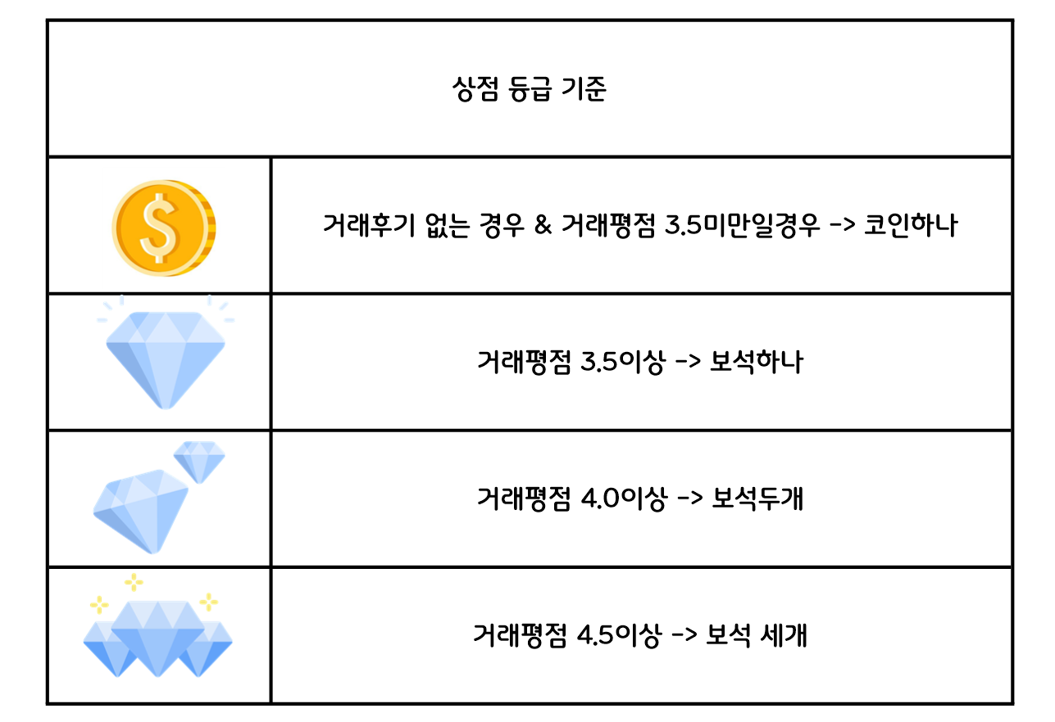 상점 등급 기준
$
거래후기 없는 경우 & 거래평점 3.5미만일경우 -> 코인하나
거래평점 3.5이상 -> 보석하나
거래평점 4.0이상 -> 보석두개
거래평점 4.5이상 -> 보석 세개